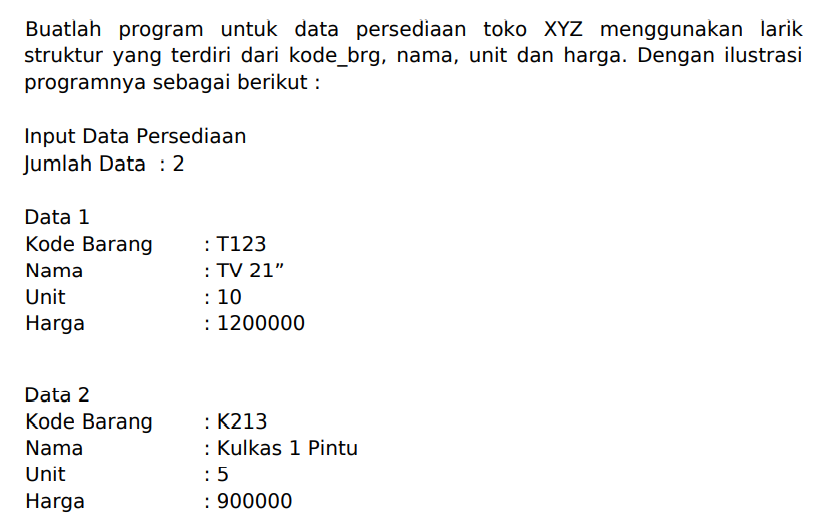 Buatlah program untuk data persediaan toko XYZ menggunakan larik
struktur yang terdiri dari kode_brg, nama, unit dan harga. Dengan ilustrasi
programnya sebagai berikut :
Input Data Persediaan
Jumlah Data : 2
Data 1
Kode Barang : T123
Nama : TV 21”
Unit : 10
Harga : 1200000
Data 2
Kode Barang : K213
Nama : Kulkas 1 Pintu
Unit : 5
Harga : 900000